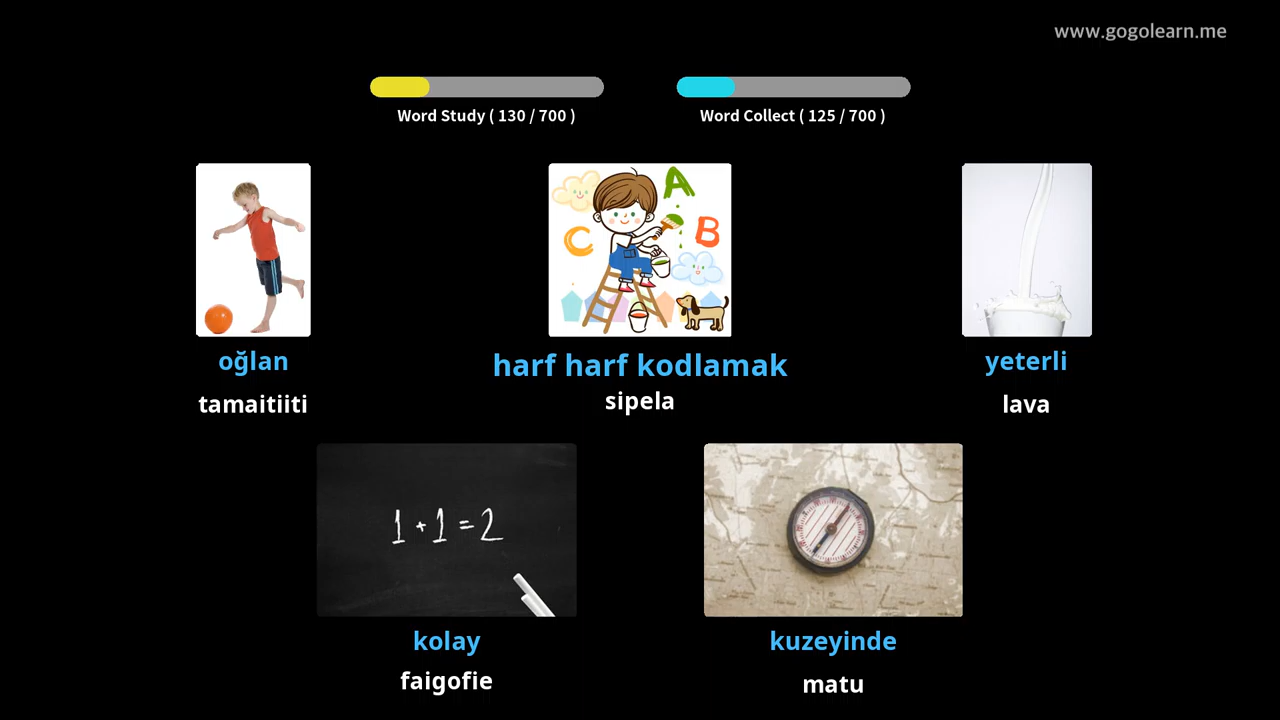 www.gogolearn.me
Word Study ( 130 / 700 )
Word Collect ( 125 / 700 )
A
B
C
oğlan
tamaitiiti
harf harf kodlamak
sipela
yeterli
lava
1 + 1 = 2
kolay
faigofie
kuzeyinde
matu